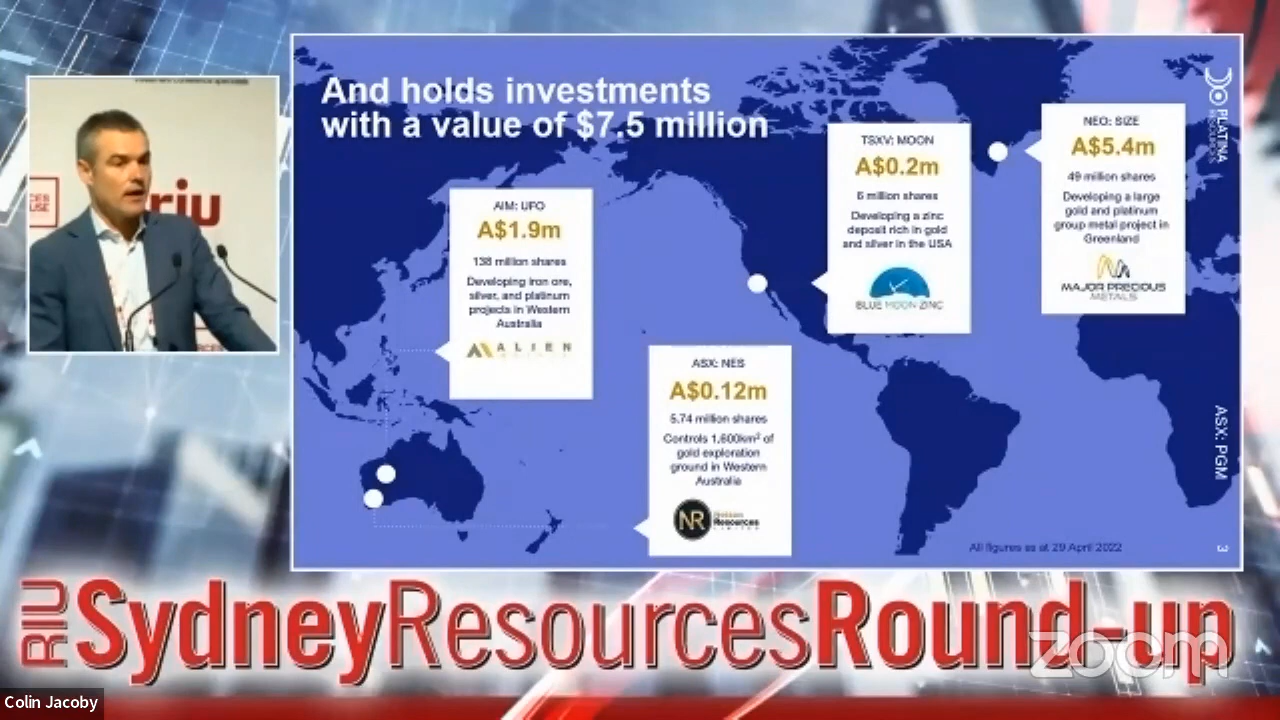 And holds investments
with a value of $7.5 million
AIM: UFO
A$1.9m
138 million shares
Developing iron ore,
silver, and platinum
projects in Western
Australia
ALIEN
ASX: NES
A$0.12m
5.74 million shares
Controls 1,600km² of
gold exploration
ground in Western
Australia
NR
Resources
LIMITED
TSXV: MOON
A$0.2m
6 million shares
Developing a zinc
deposit rich in gold
and silver in the USA
BLUE MOON ZINC
NEO: SIZE
A$5.4m
49 million shares
Developing a large
gold and platinum
group metal project in
Greenland
MAJOR PRECIOUS
METALS
PLATINA
RESOURCES
ASX: PGM
All figures as at 29 April 2022
3
riu
RIU SydneyResourcesRound-up
zoom
Colin Jacoby